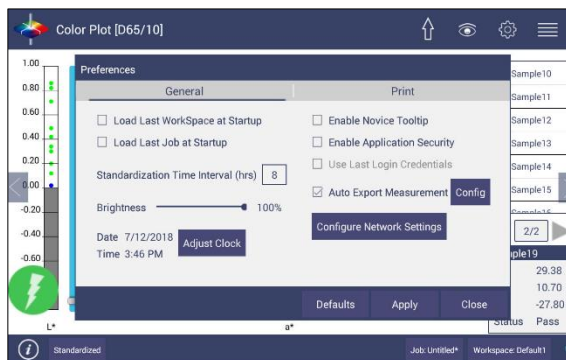 Color Plot [D65/10]
Preferences
General
Print
Load Last WorkSpace at Startup
Load Last Job at Startup
Standardization Time Interval (hrs) 8
Brightness 100%
Date 7/12/2018
Time 3:46 PM
Adjust Clock
Enable Novice Tooltip
Enable Application Security
Use Last Login Credentials
Auto Export Measurement Config
Configure Network Settings
Defaults Apply Close
1.00
0.80
0.60
0.40
0.20
0.00
-0.20
-0.40
-0.60
L*
a*
Sample10
Sample11
Sample12
Sample13
Sample14
Sample15
2/2
29.38
10.70
-27.80
Status Pass
i
Standardized
Job: Untitled*
Workspace: Default1